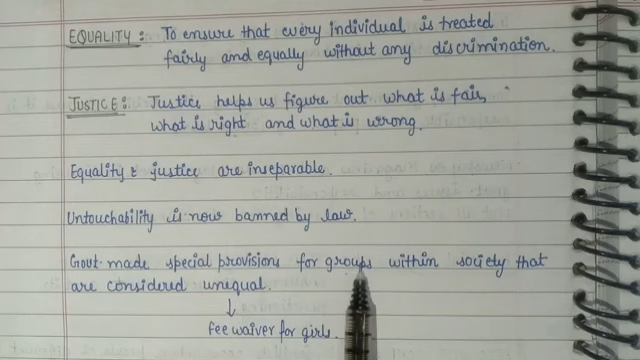 EQUALITY: To ensure that every individual is treated
fairly and equally without any discrimination.
JUSTICE: Justice helps us figure out what is fair,
what is right and what is wrong.
Equality & justice are inseparable.
Untouchability is now banned by law.
Govt. made special provisions for groups within society that
are considered unequal.
↓
Fee waiver for girls.